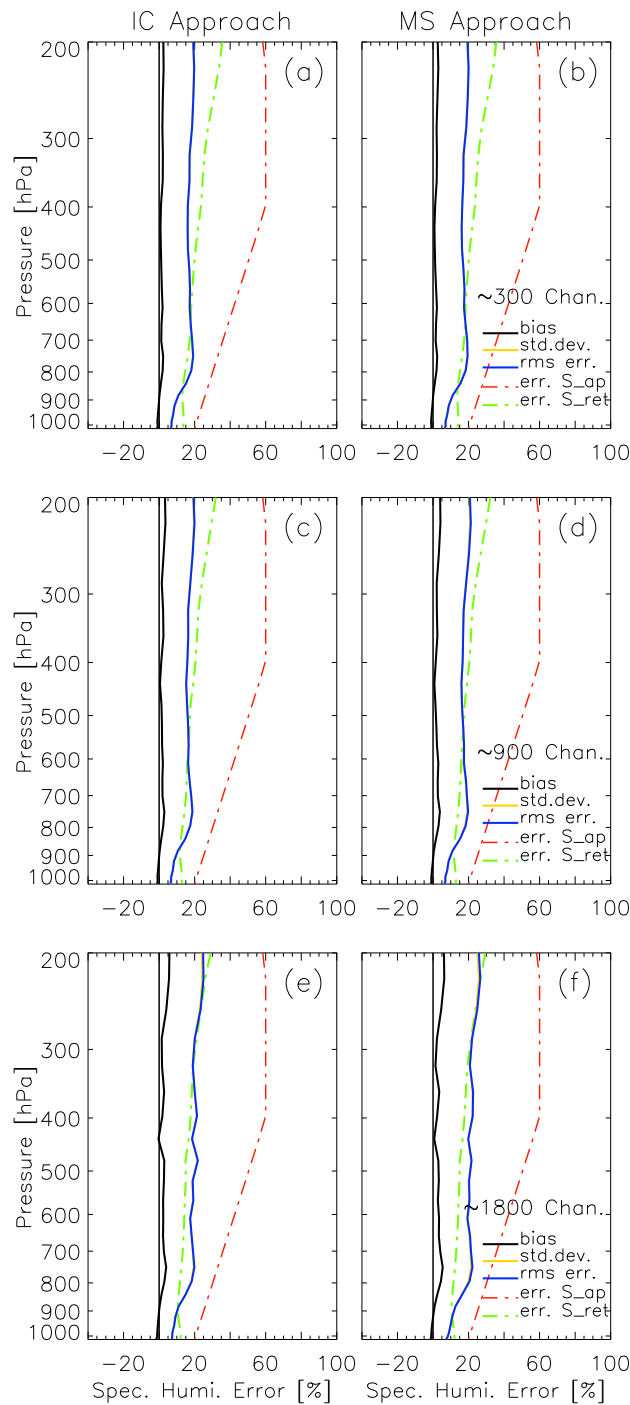 IC Approach
MS Approach
(a)
(b)
200
300
400
500
600
700
800
900
1000
Pressure [hPa]
~300 Chan.
bias
std.dev.
rms err.
err. S_ap
err. S_ret
-20 20 60 100
-20 20 60 100
(c)
(d)
200
300
400
500
600
700
800
900
1000
Pressure [hPa]
~900 Chan.
bias
std.dev.
rms err.
err. S_ap
err. S_ret
-20 20 60 100
-20 20 60 100
(e)
(f)
200
300
400
500
600
700
800
900
1000
Pressure [hPa]
~1800 Chan.
bias
std.dev.
rms err.
err. S_ap
err. S_ret
-20 20 60 100
-20 20 60 100
Spec. Humi. Error [%]
Spec. Humi. Error [%]